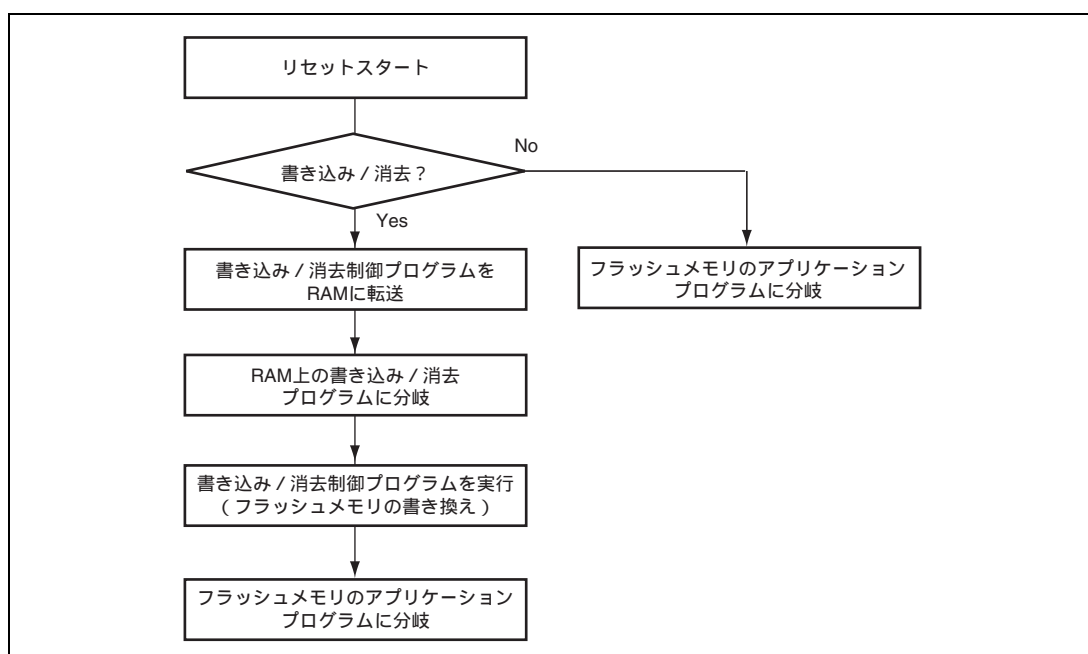 リセットスタート
書き込み / 消去?
No
Yes
書き込み / 消去制御プログラムを
RAMに転送
フラッシュメモリのアプリケーション
プログラムに分岐
RAM上の書き込み / 消去
プログラムに分岐
書き込み / 消去制御プログラムを実行
(フラッシュメモリの書き換え)
フラッシュメモリのアプリケーション
プログラムに分岐